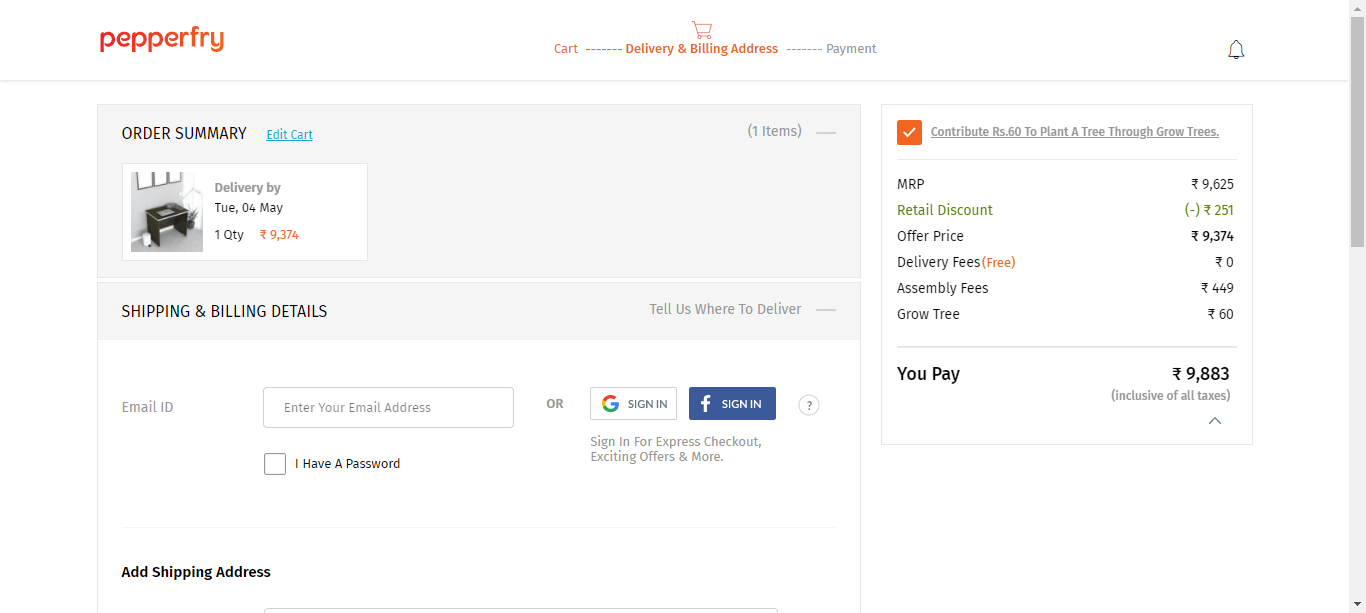 pepperfry
Cart ------- Delivery & Billing Address ------- Payment
ORDER SUMMARY Edit Cart (1 Items)
Delivery by
Tue, 04 May
1 Qty ₹ 9,374
SHIPPING & BILLING DETAILS Tell Us Where To Deliver
Email ID Enter Your Email Address OR SIGN IN f SIGN IN ?
Sign In For Express Checkout,
Exciting Offers & More.
I Have A Password
Add Shipping Address
Contribute Rs.60 To Plant A Tree Through Grow Trees.
MRP ₹ 9,625
Retail Discount (-) ₹ 251
Offer Price ₹ 9,374
Delivery Fees(Free) ₹ 0
Assembly Fees ₹ 449
Grow Tree ₹ 60
You Pay ₹ 9,883
(inclusive of all taxes)